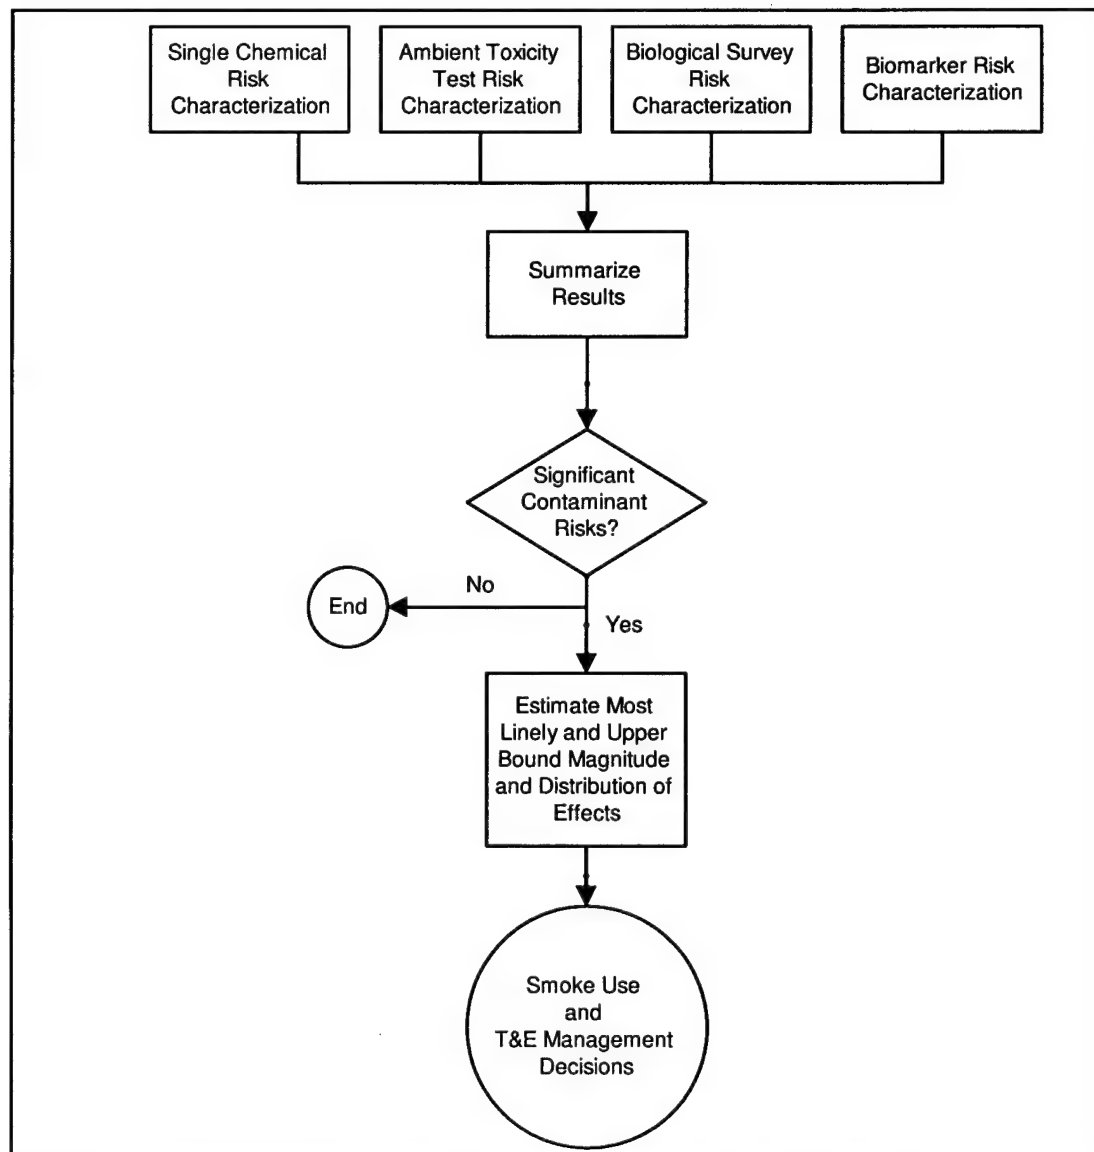 Single Chemical
Risk
Characterization
Ambient Toxicity
Test Risk
Characterization
Biological Survey
Risk
Characterization
Biomarker Risk
Characterization
Summarize
Results
Significant
Contaminant
Risks?
No
End
Yes
Estimate Most
Linely and Upper
Bound Magnitude
and Distribution of
Effects
Smoke Use
and
T&E Management
Decisions